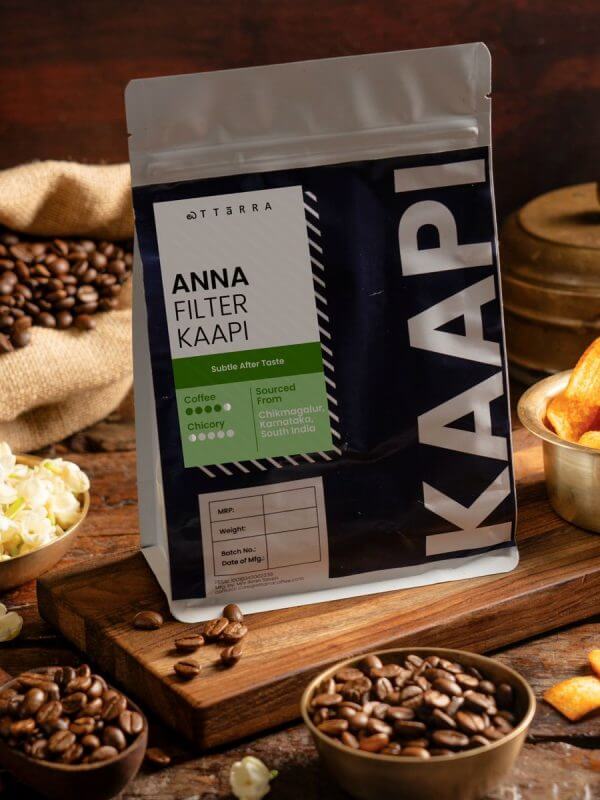 ಅTTāRRA
ANNA
FILTER
KAAPI
Subtle After Taste
Coffee
Chicory
Sourced
From
Chikmagalur,
Karnataka,
South India
KAAPI
MRP:
Weight:
Batch No.:
Date of Mfg.: